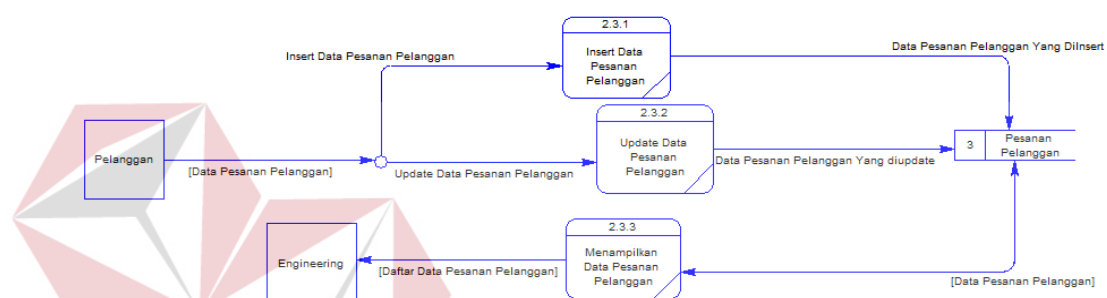 2.3.1
Insert Data
Pesanan
Pelanggan
Insert Data Pesanan Pelanggan
Data Pesanan Pelanggan Yang DiInsert
2.3.2
Update Data
Pesanan
Pelanggan
Pelanggan
[Data Pesanan Pelanggan]
Update Data Pesanan Pelanggan
Data Pesanan Pelanggan Yang diupdate
3
Pesanan
Pelanggan
2.3.3
Menampilkan
Data Pesanan
Pelanggan
Engineering
[Daftar Data Pesanan Pelanggan]
[Data Pesanan Pelanggan]